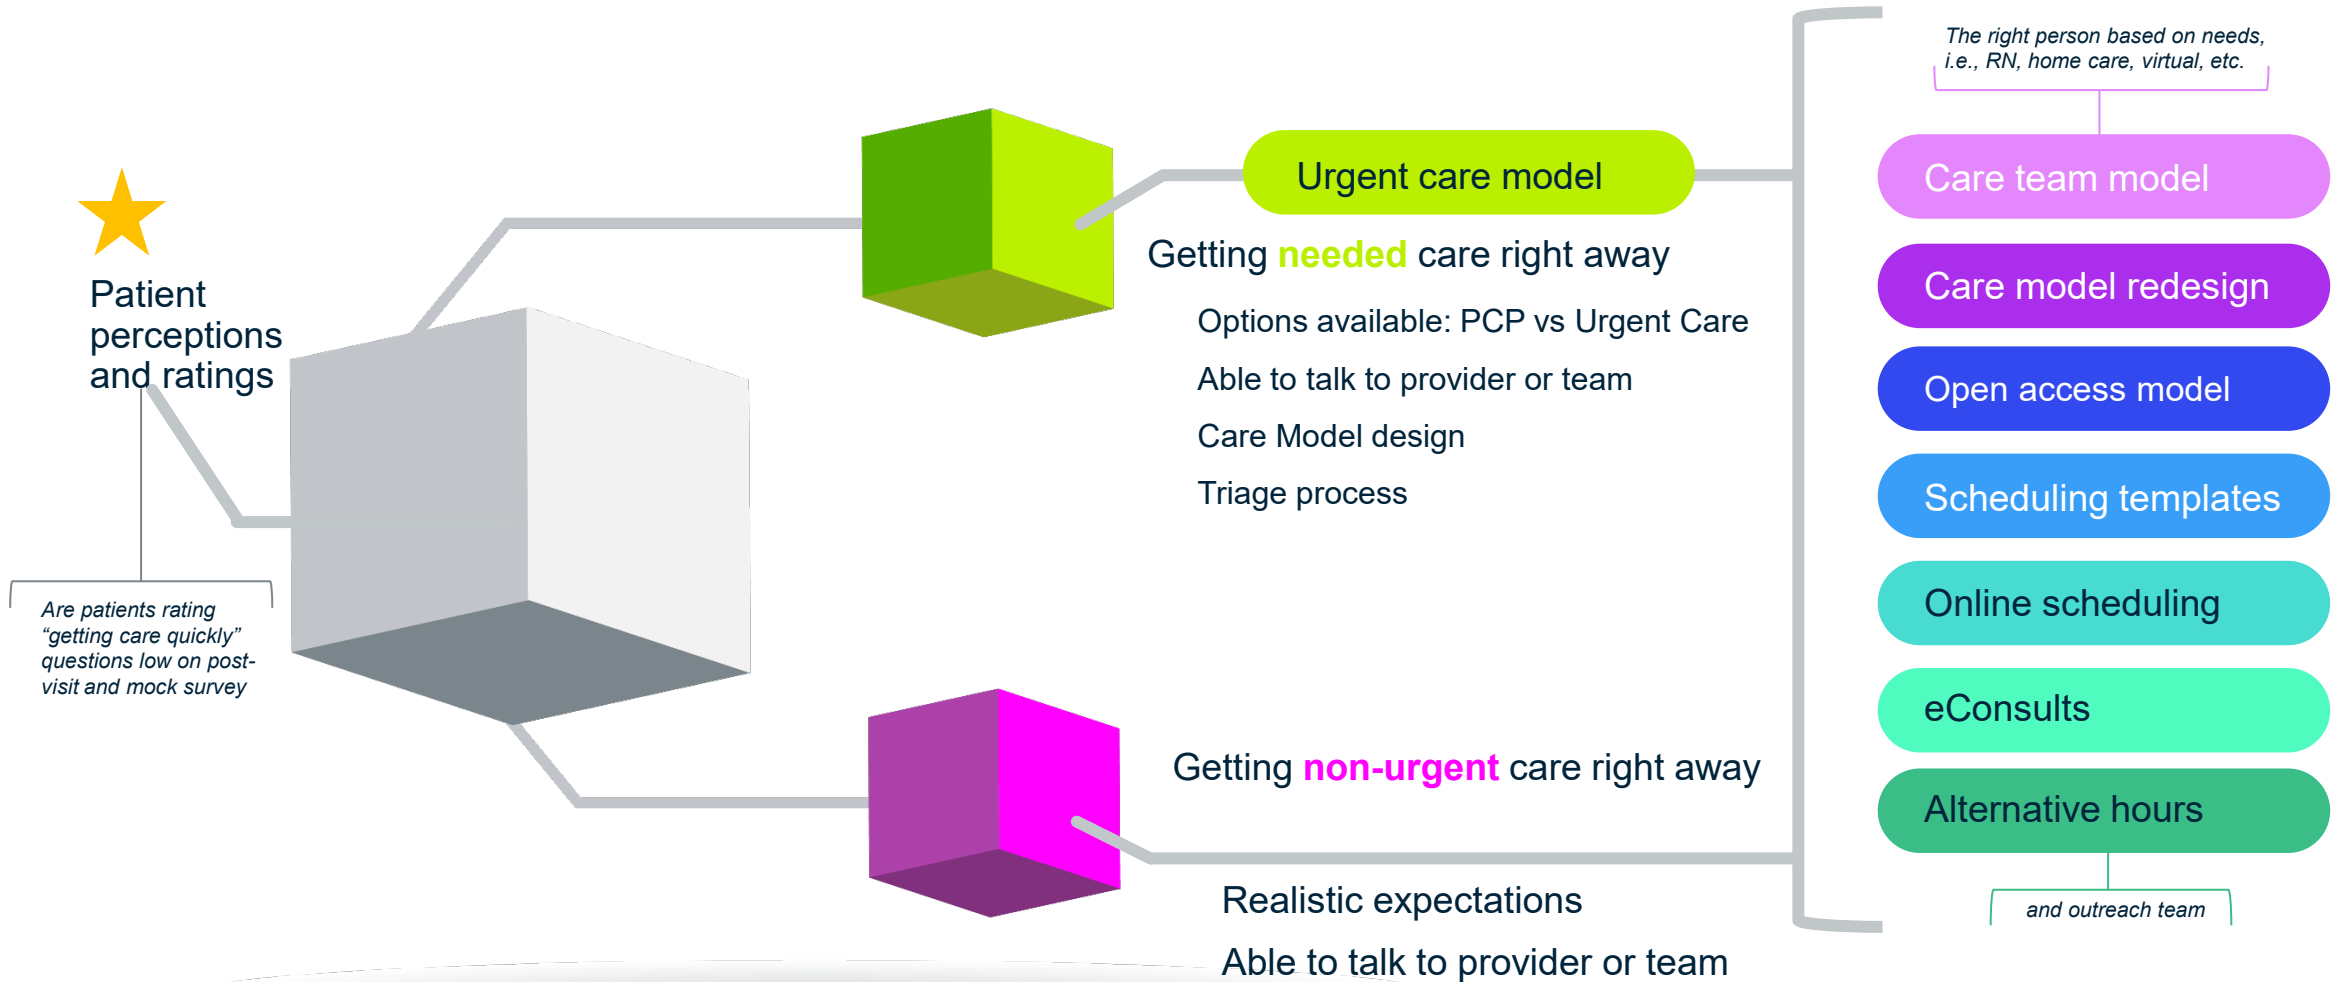 Patient
perceptions
and ratings
Are patients rating
“getting care quickly”
questions low on post-
visit and mock survey
Urgent care model
Getting needed care right away
Options available: PCP vs Urgent Care
Able to talk to provider or team
Care Model design
Triage process
Getting non-urgent care right away
Realistic expectations
Able to talk to provider or team
The right person based on needs,
i.e., RN, home care, virtual, etc.
Care team model
Care model redesign
Open access model
Scheduling templates
Online scheduling
eConsults
Alternative hours
and outreach team